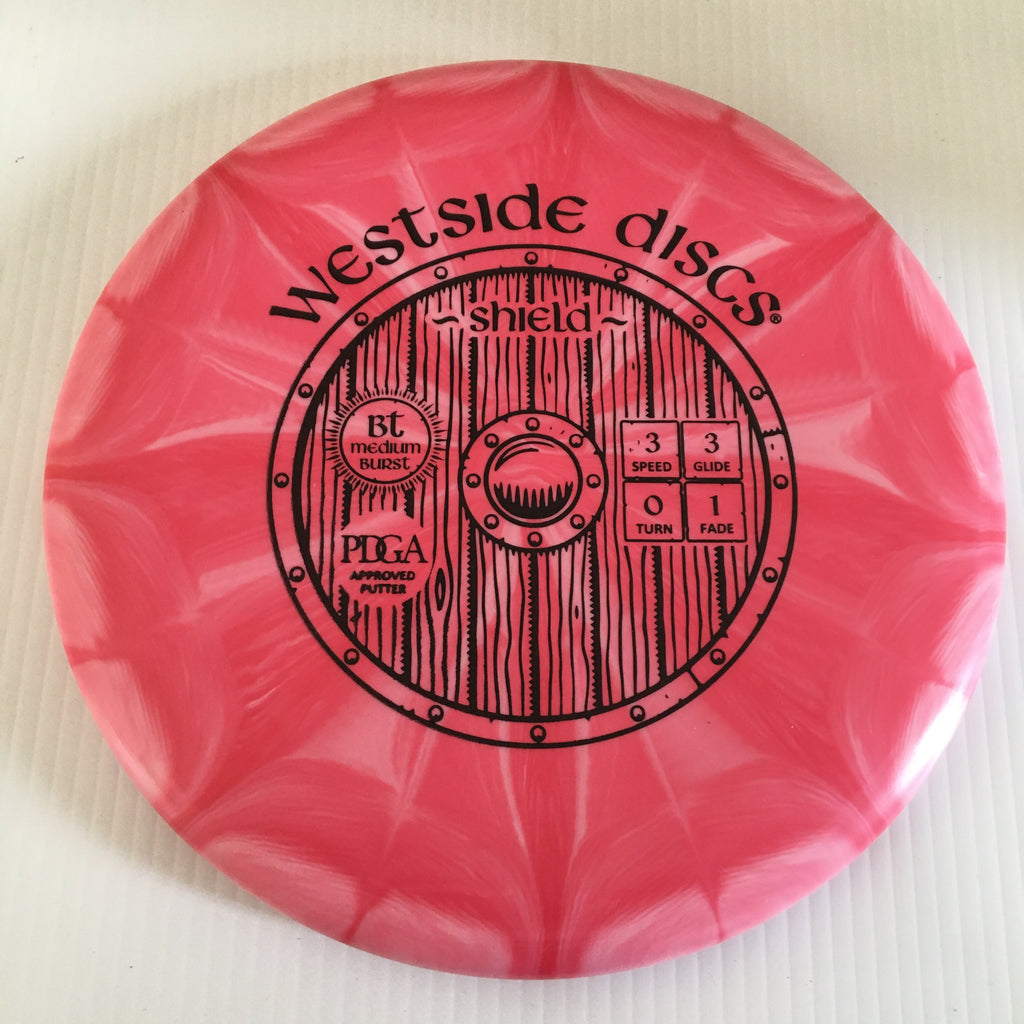 Westside discs®
~ Shield ~
Bt
medium
Burst
PDGA
APPROVED
PUTTER
3 3
SPEED GLIDE
0 1
TURN FADE